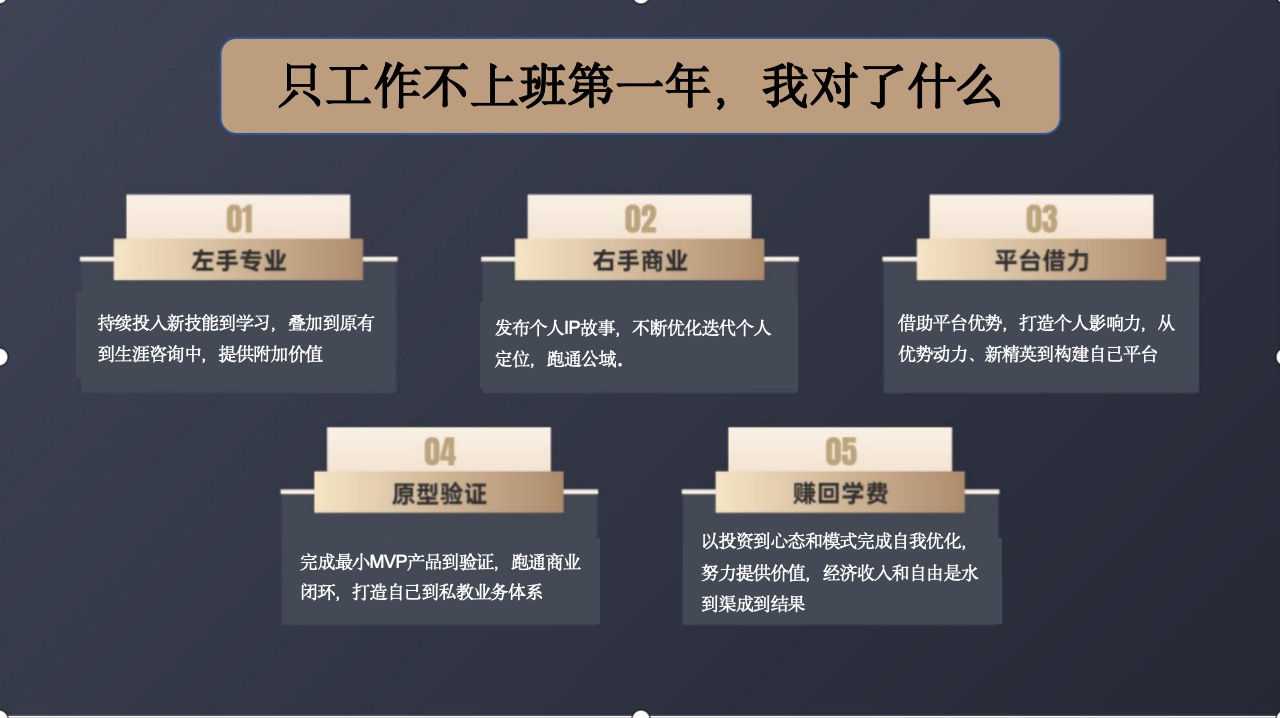 只工作不上班第一年，我对了什么
01
左手专业
持续投入新技能到学习，叠加到原有
到生涯咨询中，提供附加价值
02
右手商业
发布个人IP故事，不断优化迭代个人
定位，跑通公域.
03
平台借力
借助平台优势，打造个人影响力，从
优势动力、新精英到构建自己平台
04
原型验证
完成最小MVP产品到验证，跑通商业
闭环，打造自己到私教业务体系
05
赚回学费
以投资到心态和模式完成自我优化，
努力提供价值，经济收入和自由是水
到渠成到结果